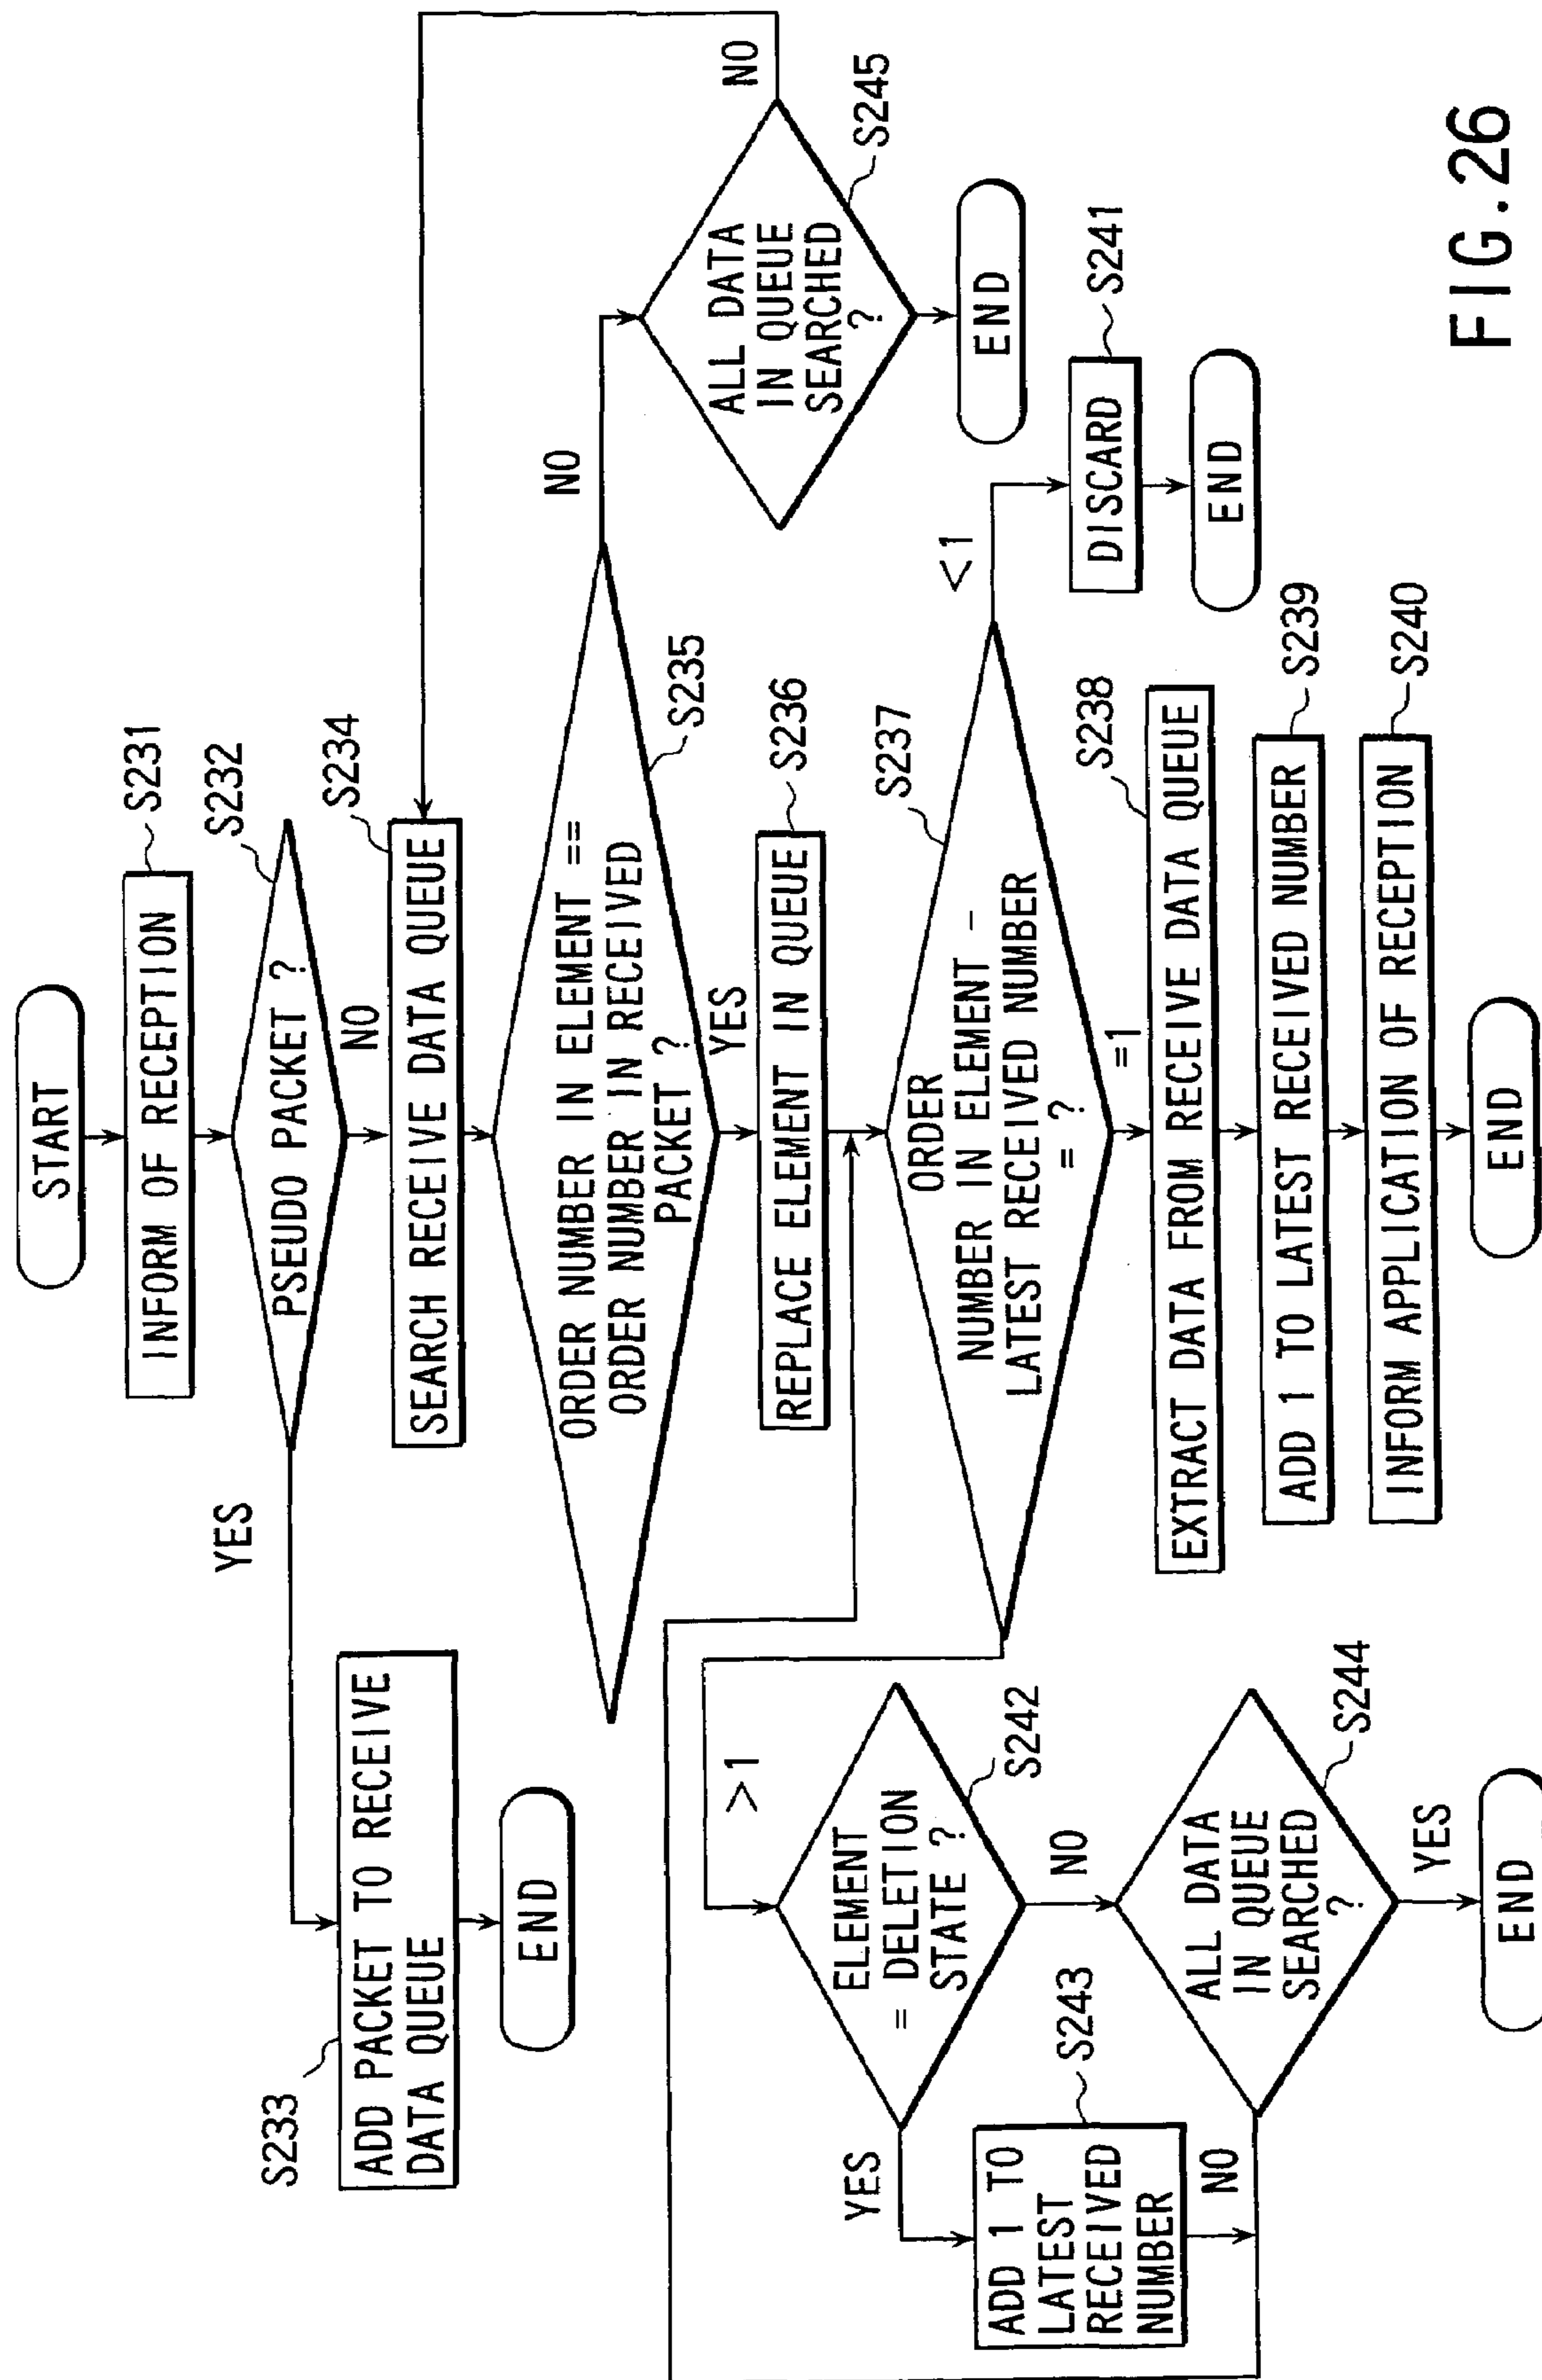 START
INFORM OF RECEPTION
S231
PSEUDO PACKET ?
S232
YES
NO
S233
ADD PACKET TO RECEIVE
DATA QUEUE
END
SEARCH RECEIVE DATA QUEUE
S234
ORDER NUMBER IN ELEMENT ==
ORDER NUMBER IN RECEIVED
PACKET ?
S235
NO
YES
ALL DATA
IN QUEUE
SEARCHED
?
S245
NO
END
REPLACE ELEMENT IN QUEUE
S236
ORDER
NUMBER IN ELEMENT -
LATEST RECEIVED NUMBER
= ?
S237
<1
=1
>1
DISCARD
S241
END
EXTRACT DATA FROM RECEIVE DATA QUEUE
S238
ADD 1 TO LATEST RECEIVED NUMBER
S239
INFORM APPLICATION OF RECEPTION
S240
END
ELEMENT
= DELETION
STATE ?
S242
YES
NO
ADD 1 TO
LATEST
RECEIVED
NUMBER
S243
ALL DATA
IN QUEUE
SEARCHED
?
S244
NO
YES
END
FIG.26